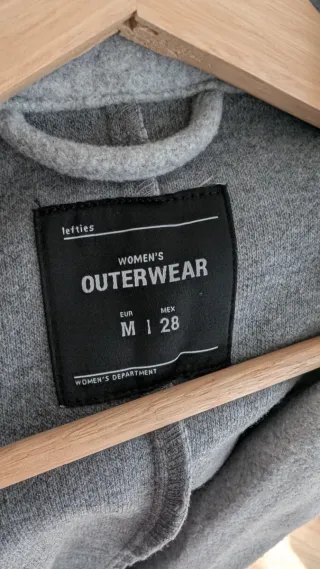 lefties
WOMEN'S
OUTERWEAR
EUR MEX
M | 28
WOMEN'S DEPARTMENT